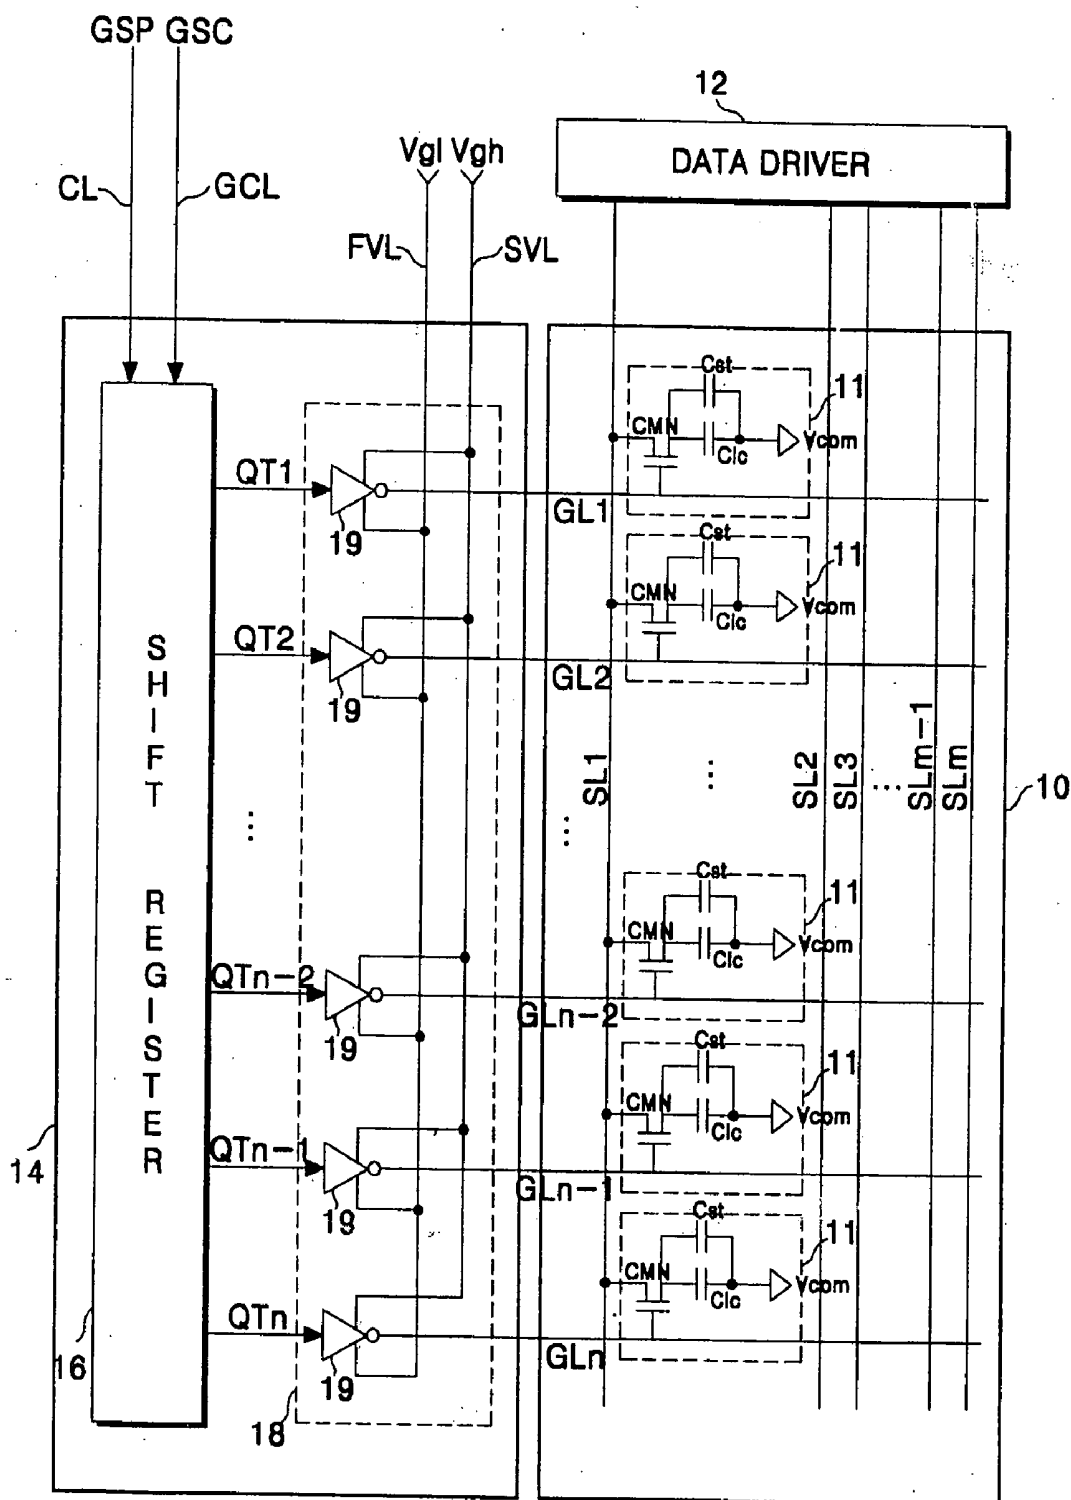 GSP GSC
12
Vgl Vgh
DATA DRIVER
CL
GCL
FVL
SVL
Cst
11
CMN
Vcom
Clc
QT1
GL1
19
Cst
11
CMN
Vcom
Clc
QT2
GL2
19
SHIFT REGISTER
SL1
SL2
SL3
...
SLm-1
SLm
10
...
...
...
Cst
11
CMN
Vcom
Clc
QTn-2
GLn-2
19
Cst
11
CMN
Vcom
Clc
14
QTn-1
GLn-1
19
Cst
11
CMN
Vcom
Clc
QTn
GLn
16
19
18